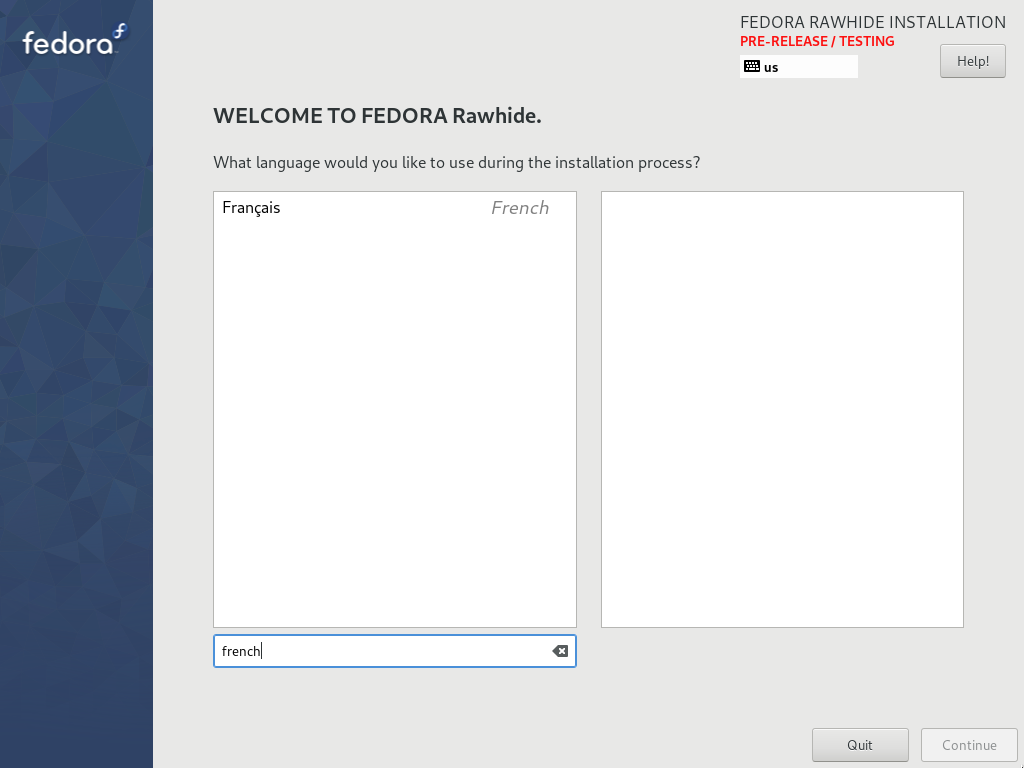 fedora
FEDORA RAWHIDE INSTALLATION
PRE-RELEASE / TESTING
us
Help!
WELCOME TO FEDORA Rawhide.
What language would you like to use during the installation process?
Français French
french
Quit Continue